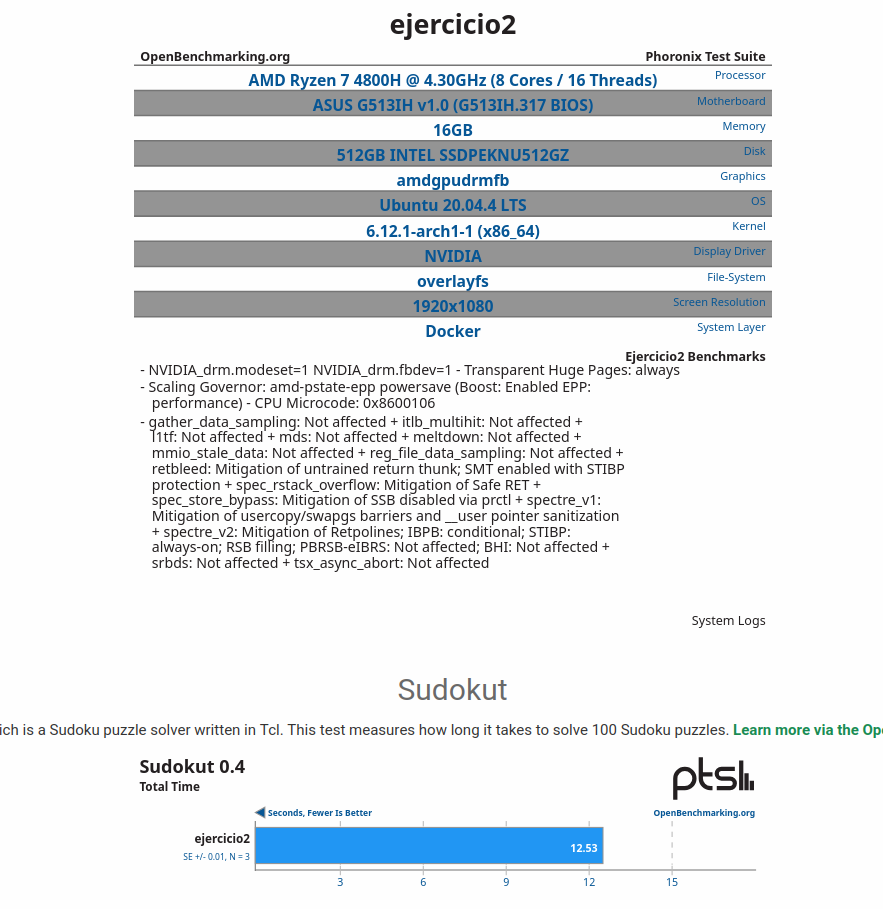 ejercicio2
OpenBenchmarking.org Phoronix Test Suite
AMD Ryzen 7 4800H @ 4.30GHz (8 Cores / 16 Threads) Processor
ASUS G513IH v1.0 (G513IH.317 BIOS) Motherboard
16GB Memory
512GB INTEL SSDPEKNU512GZ Disk
amdgpudrmfb Graphics
Ubuntu 20.04.4 LTS OS
6.12.1-arch1-1 (x86_64) Kernel
NVIDIA Display Driver
overlayfs File-System
1920x1080 Screen Resolution
Docker System Layer
Ejercicio2 Benchmarks
- NVIDIA_drm.modeset=1 NVIDIA_drm.fbdev=1 - Transparent Huge Pages: always
- Scaling Governor: amd-pstate-epp powersave (Boost: Enabled EPP:
performance) - CPU Microcode: 0x8600106
- gather_data_sampling: Not affected + itlb_multihit: Not affected +
l1tf: Not affected + mds: Not affected + meltdown: Not affected +
mmio_stale_data: Not affected + reg_file_data_sampling: Not affected +
retbleed: Mitigation of untrained return thunk; SMT enabled with STIBP
protection + spec_rstack_overflow: Mitigation of Safe RET +
spec_store_bypass: Mitigation of SSB disabled via prctl + spectre_v1:
Mitigation of usercopy/swapgs barriers and __user pointer sanitization
+ spectre_v2: Mitigation of Retpolines; IBPB: conditional; STIBP:
always-on; RSB filling; PBRSB-eIBRS: Not affected; BHI: Not affected +
srbds: Not affected + tsx_async_abort: Not affected
System Logs
Sudokut
ich is a Sudoku puzzle solver written in Tcl. This test measures how long it takes to solve 100 Sudoku puzzles. Learn more via the Op
Sudokut 0.4
Total Time
ptsl
Seconds, Fewer Is Better OpenBenchmarking.org
ejercicio2 12.53
SE +/- 0.01, N = 3
3 6 9 12 15